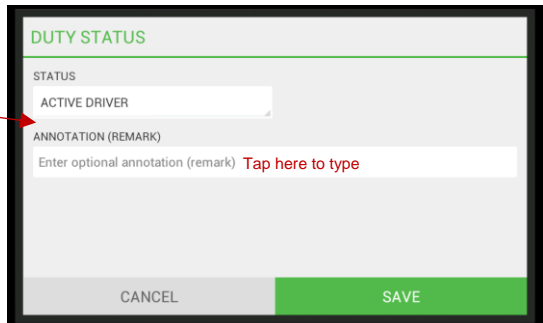 DUTY STATUS
STATUS
ACTIVE DRIVER
ANNOTATION (REMARK)
Enter optional annotation (remark) Tap here to type
CANCEL SAVE